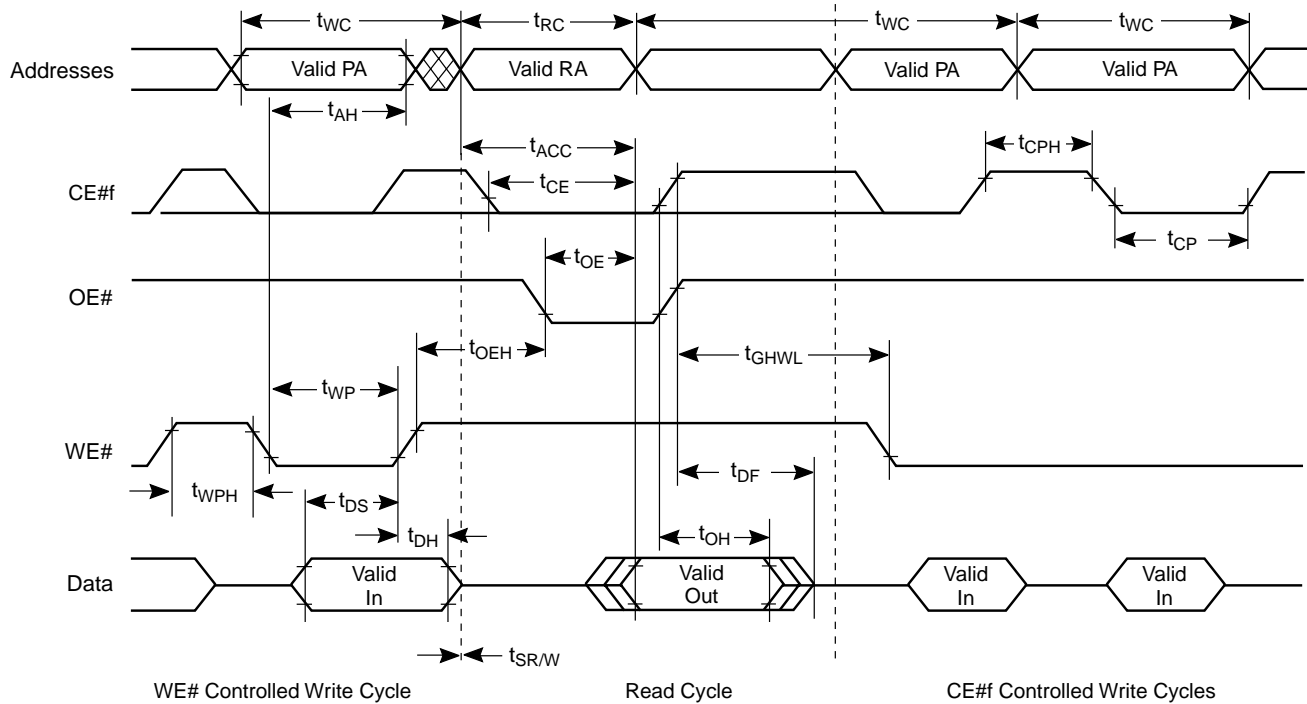 tWC tRC tWC tWC
Addresses Valid PA Valid RA Valid PA Valid PA
tAH
tACC tCPH
CE#f tCE
tCP
tOE
OE#
tOEH tGHWL
tWP
WE#
tWPH tDS tDF
tDH tOH
Data Valid In Valid Out Valid In Valid In
tSR/W
WE# Controlled Write Cycle Read Cycle CE#f Controlled Write Cycles